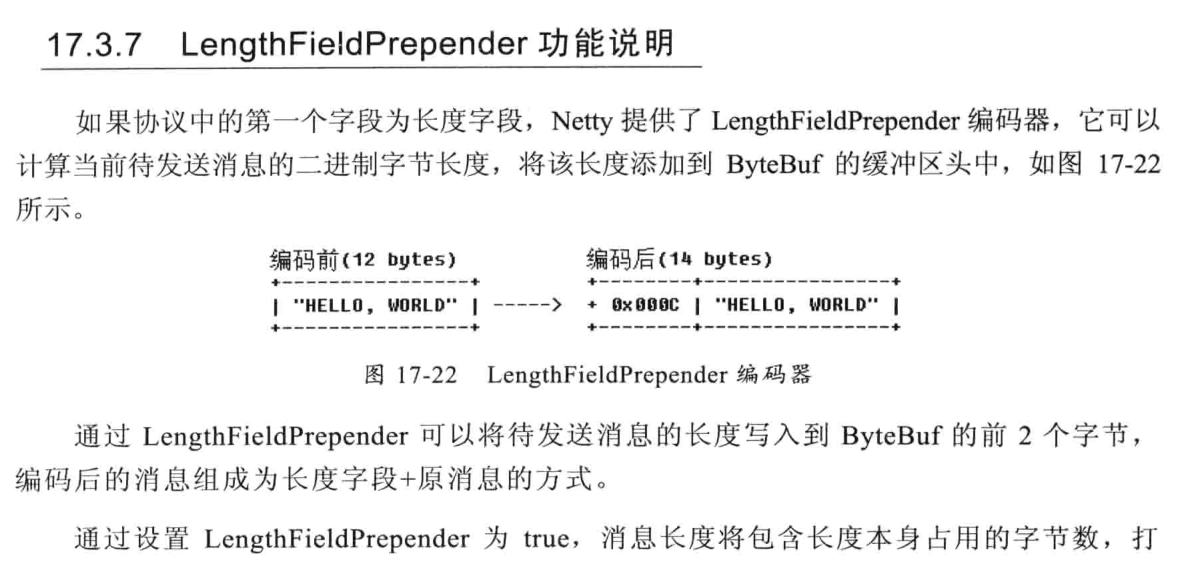 17.3.7 LengthFieldPrepender 功能说明
如果协议中的第一个字段为长度字段，Netty 提供了 LengthFieldPrepender 编码器，它可以
计算当前待发送消息的二进制字节长度，将该长度添加到 ByteBuf 的缓冲区头中，如图 17-22
所示。
编码前(12 bytes) 编码后(14 bytes)
+----------------+ +--------+----------------+
| "HELLO, WORLD" | -----> + 0x000C | "HELLO, WORLD" |
+----------------+ +--------+----------------+
图 17-22 LengthFieldPrepender 编码器
通过 LengthFieldPrepender 可以将待发送消息的长度写入到 ByteBuf 的前 2 个字节，
编码后的消息组成为长度字段+原消息的方式。
通过设置 LengthFieldPrepender 为 true，消息长度将包含长度本身占用的字节数，打